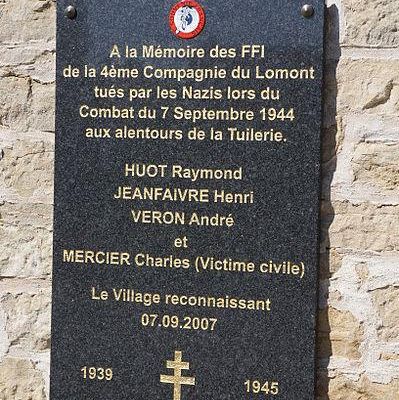 A la Mémoire des FFI
de la 4ème Compagnie du Lomont
tués par les Nazis lors du
Combat du 7 Septembre 1944
aux alentours de la Tuilerie.
HUOT Raymond
JEANFAIVRE Henri
VERON André
et
MERCIER Charles (Victime civile)
Le Village reconnaissant
07.09.2007
1939
1945